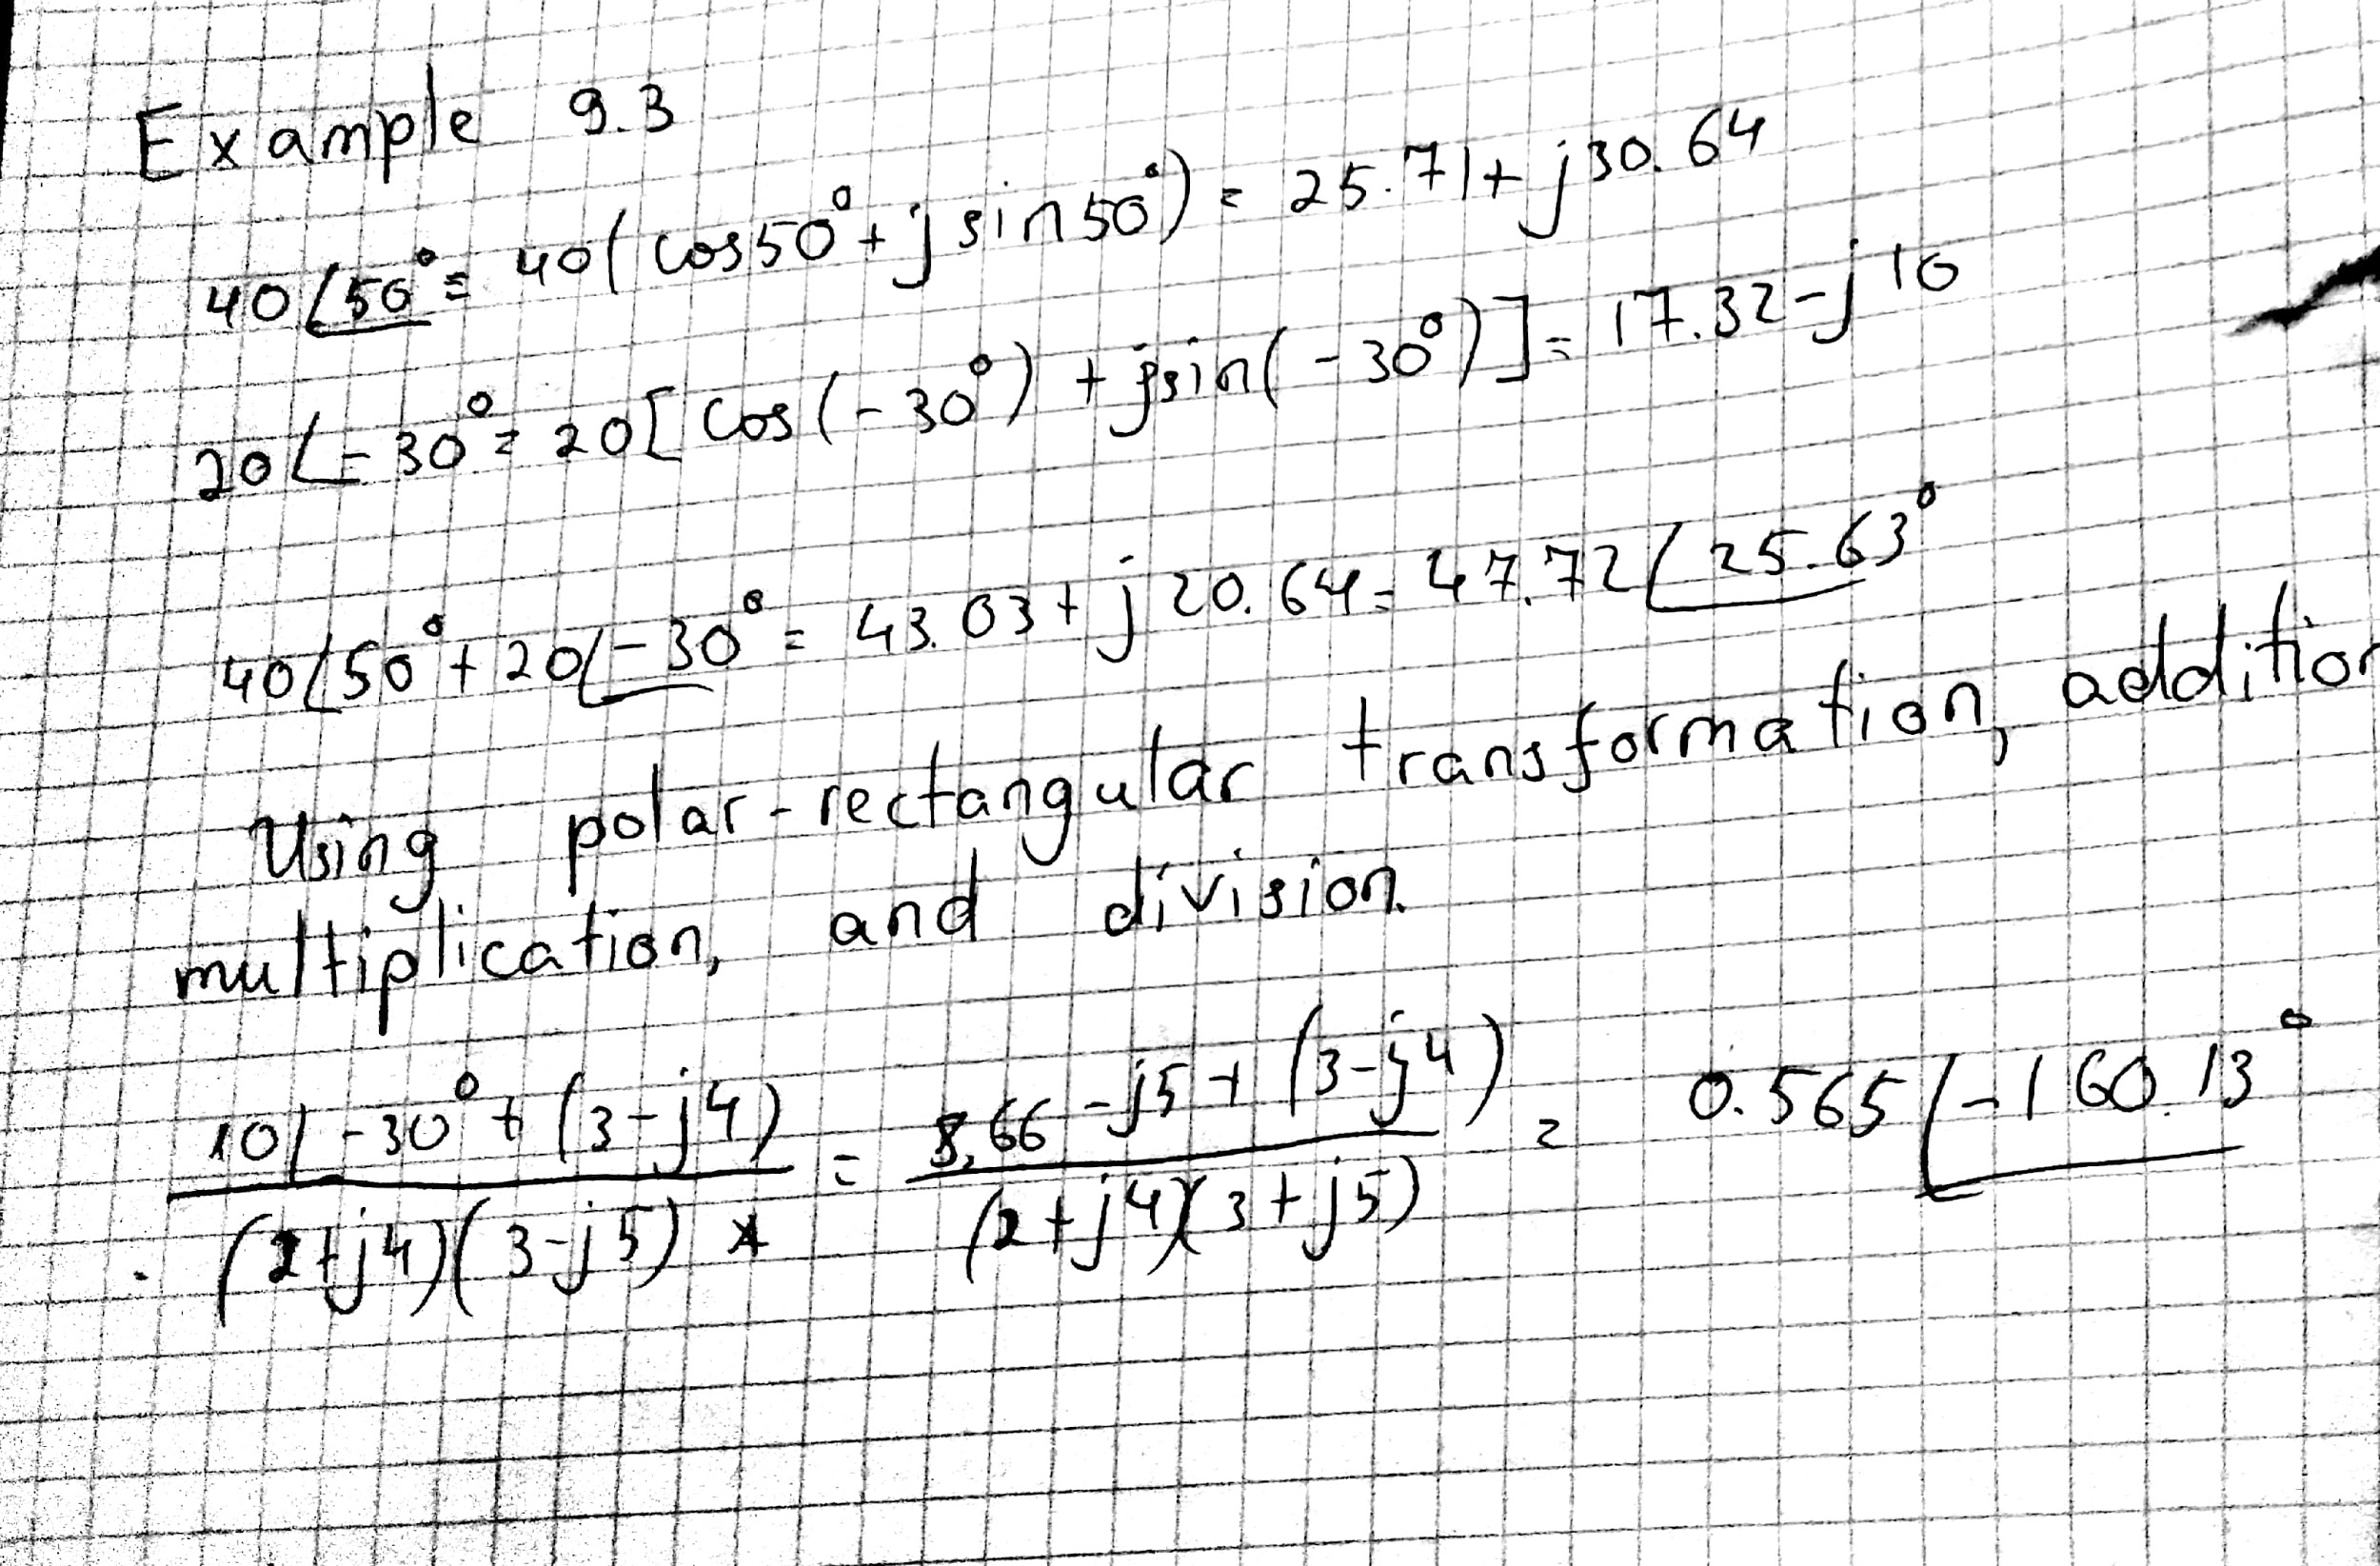 Example 9.3
40∠50° = 40(cos50° + j sin50°) = 25.71 + j30.64
20∠-30° = 20[cos(-30°) + jsin(-30°)] = 17.32 - j10
40∠50° + 20∠-30° = 43.03 + j20.64 = 47.72∠25.63°
Using polar-rectangular transformation, addition
multiplication, and division.
10∠-30° + (3-j4) / (2+j4)(3-j5)* = 8.66 - j5 + (3-j4) / (2+j4)(3+j5) = 0.565∠-160.13°